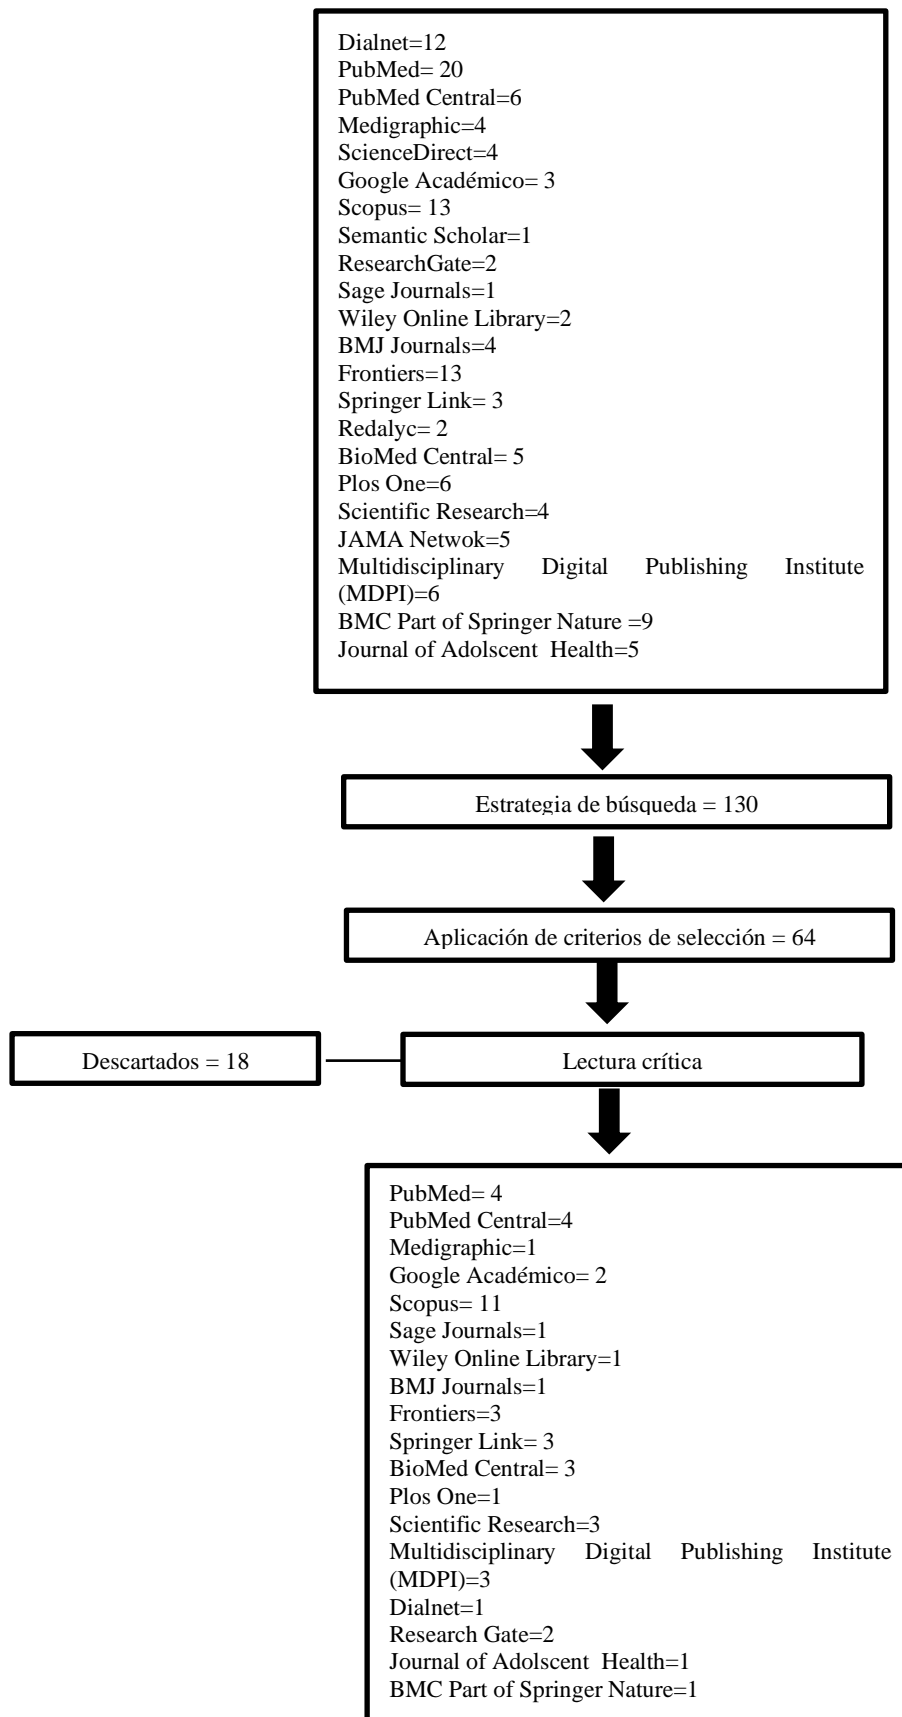 Dialnet=12
PubMed= 20
PubMed Central=6
Medigraphic=4
ScienceDirect=4
Google Académico= 3
Scopus= 13
Semantic Scholar=1
ResearchGate=2
Sage Journals=1
Wiley Online Library=2
BMJ Journals=4
Frontiers=13
Springer Link= 3
Redalyc= 2
BioMed Central= 5
Plos One=6
Scientific Research=4
JAMA Netwok=5
Multidisciplinary Digital Publishing Institute
(MDPI)=6
BMC Part of Springer Nature =9
Journal of Adolscent Health=5
Estrategia de búsqueda = 130
Aplicación de criterios de selección = 64
Descartados = 18
Lectura crítica
PubMed= 4
PubMed Central=4
Medigraphic=1
Google Académico= 2
Scopus= 11
Sage Journals=1
Wiley Online Library=1
BMJ Journals=1
Frontiers=3
Springer Link= 3
BioMed Central= 3
Plos One=1
Scientific Research=3
Multidisciplinary Digital Publishing Institute
(MDPI)=3
Dialnet=1
Research Gate=2
Journal of Adolscent Health=1
BMC Part of Springer Nature=1